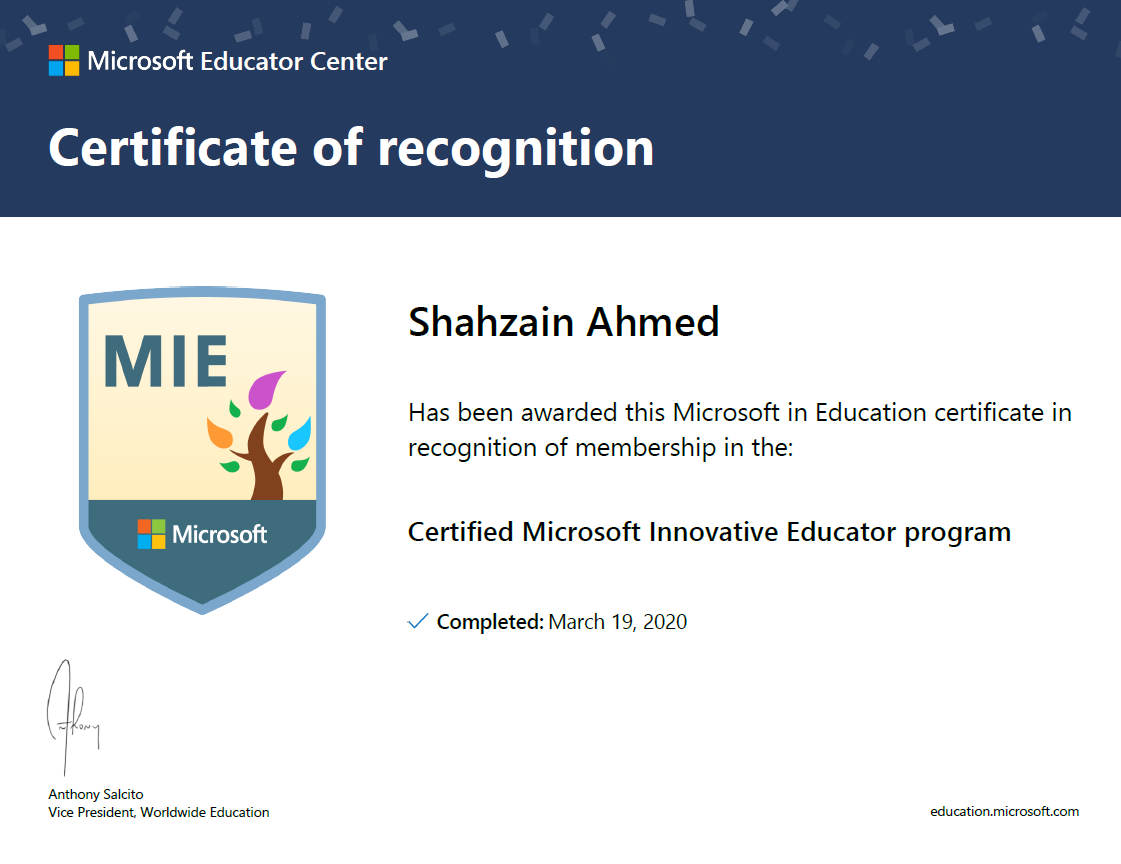 Microsoft Educator Center
Certificate of recognition
MIE
Microsoft
Shahzain Ahmed
Has been awarded this Microsoft in Education certificate in
recognition of membership in the:
Certified Microsoft Innovative Educator program
Completed: March 19, 2020
Anthony
Anthony Salcito
Vice President, Worldwide Education
education.microsoft.com